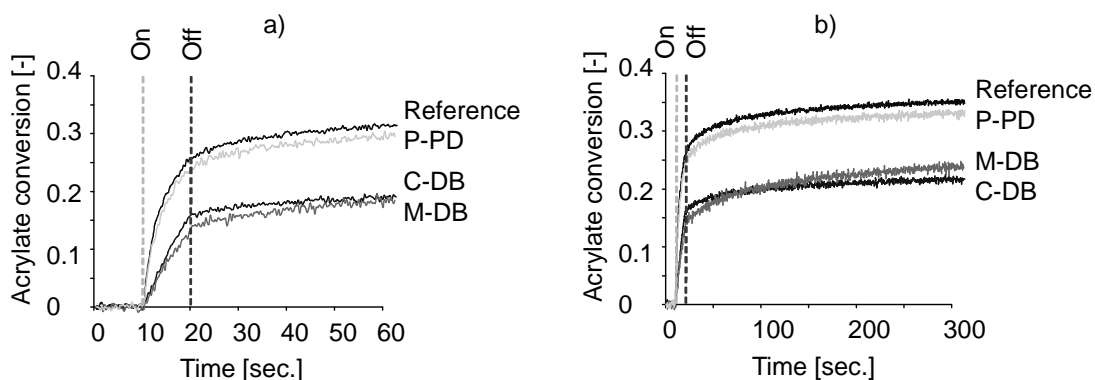 a)
On
Off
Acrylate conversion [-]
0.4
0.3
0.2
0.1
0
Reference
P-PD
C-DB
M-DB
0 10 20 30 40 50 60
Time [sec.]
b)
On
Off
Acrylate conversion [-]
0.4
0.3
0.2
0.1
0
Reference
P-PD
M-DB
C-DB
0 100 200 300
Time [sec.]